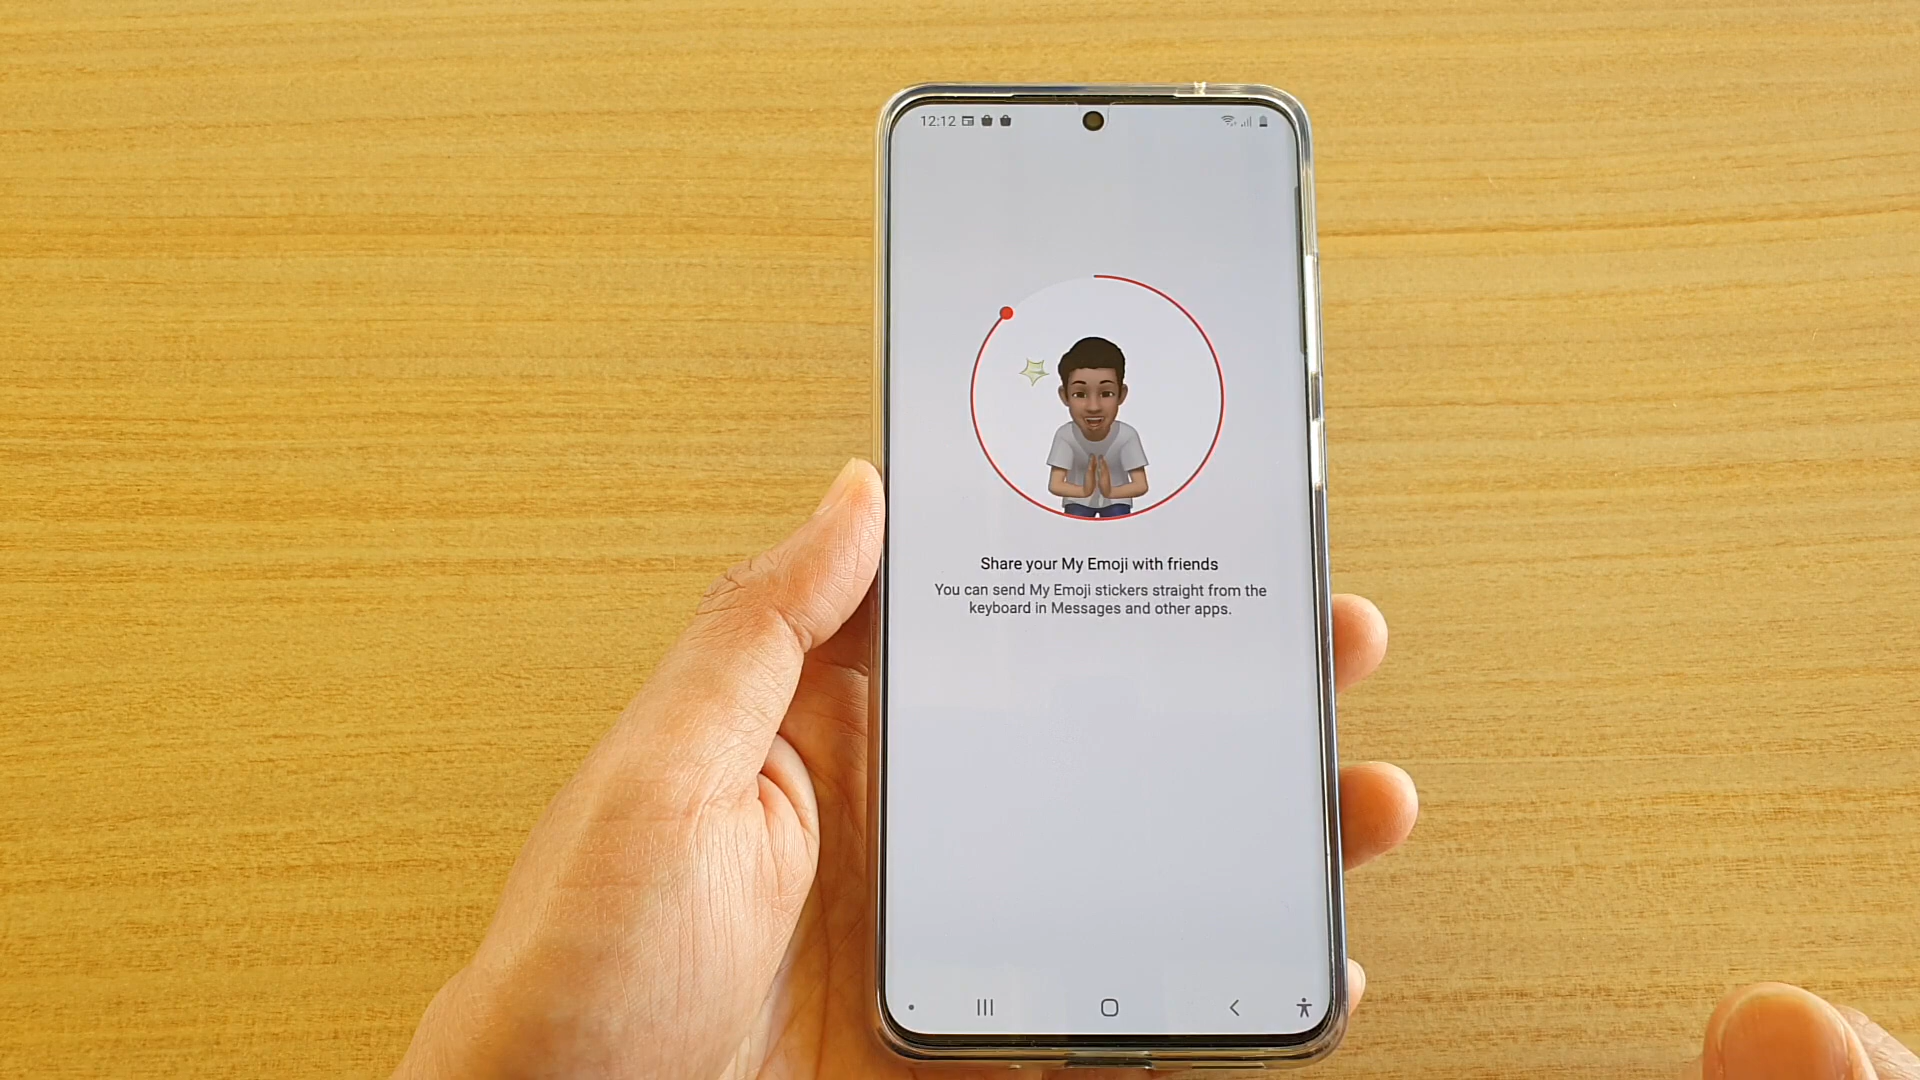 12:12
Share your My Emoji with friends
You can send My Emoji stickers straight from the
keyboard in Messages and other apps.